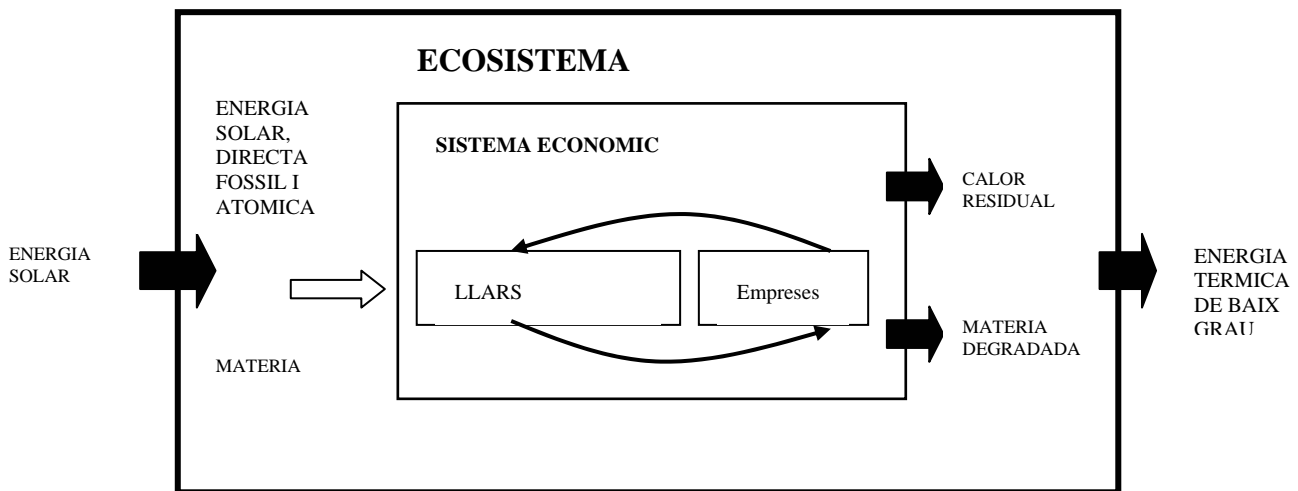 ECOSISTEMA
ENERGIA
SOLAR,
DIRECTA
FOSSIL I
ATOMICA
SISTEMA ECONOMIC
CALOR
RESIDUAL
ENERGIA
SOLAR
ENERGIA
TERMICA
DE BAIX
GRAU
LLARS
Empreses
MATERIA
DEGRADADA
MATERIA